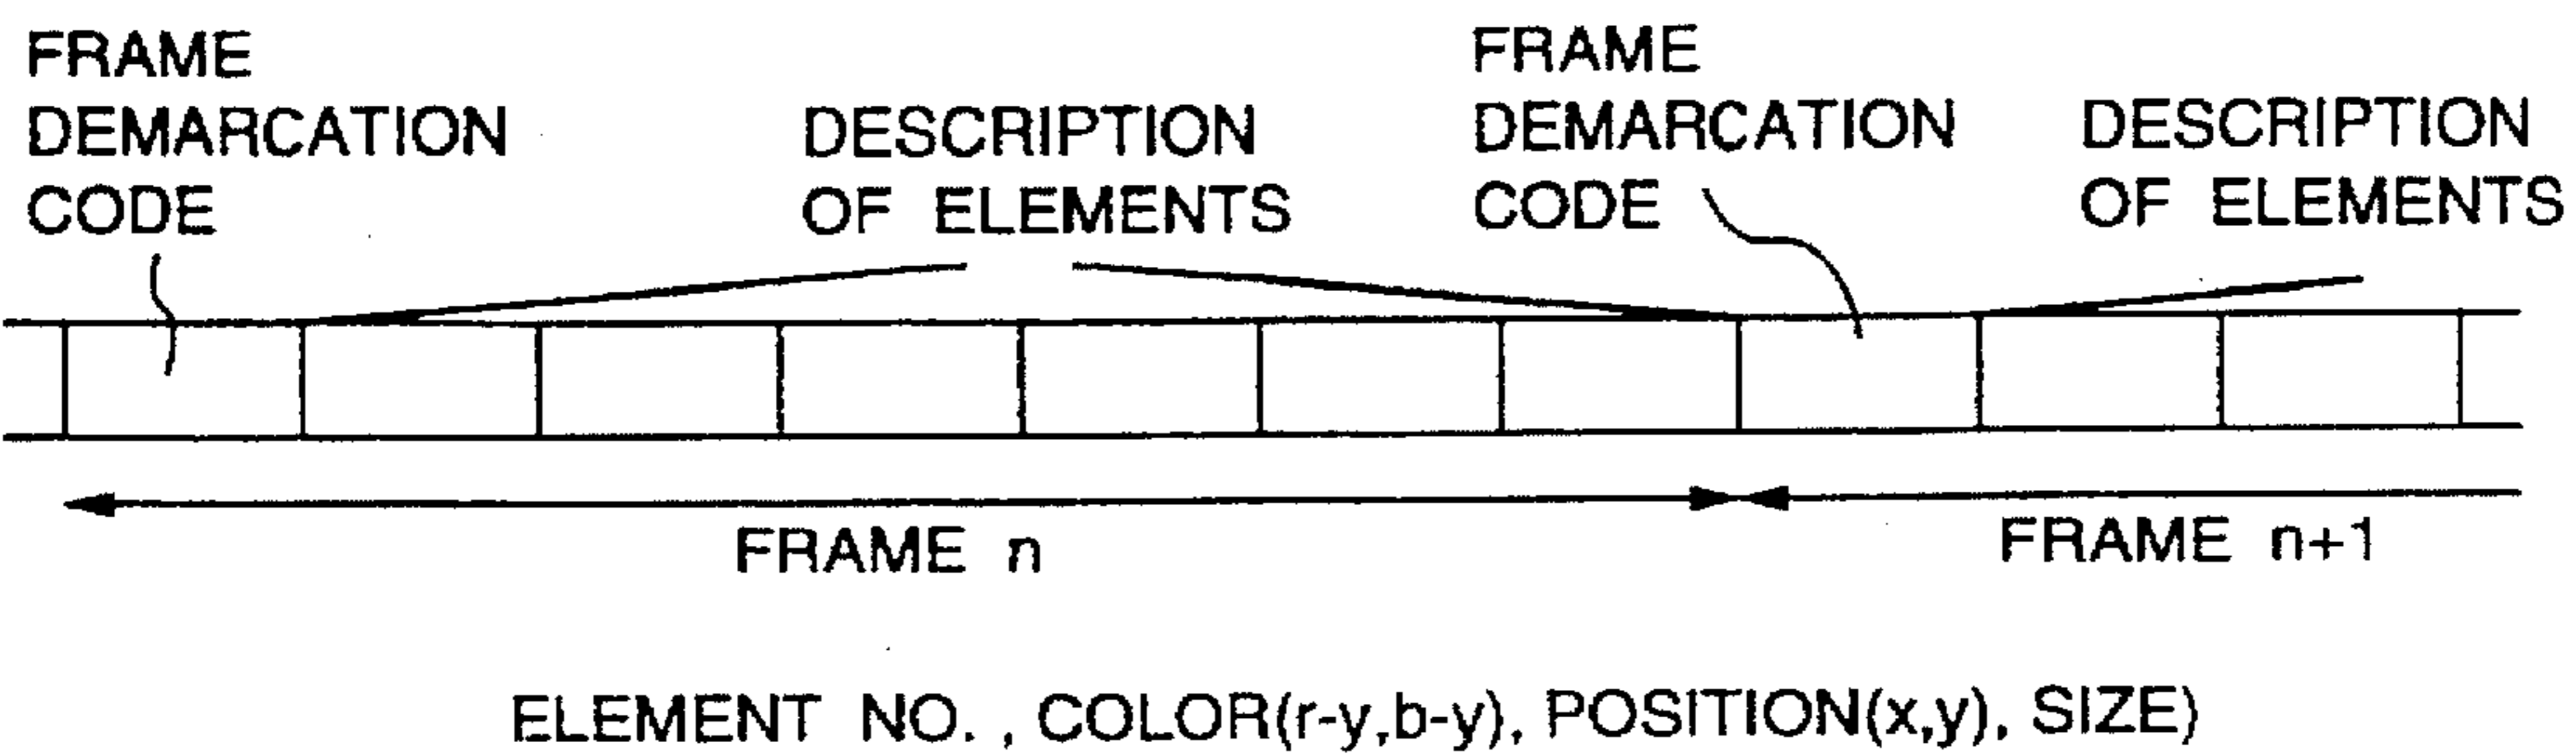 FRAME
DEMARCATION
CODE
DESCRIPTION
OF ELEMENTS
FRAME
DEMARCATION
CODE
DESCRIPTION
OF ELEMENTS
FRAME n
FRAME n+1
ELEMENT NO. , COLOR(r-y,b-y), POSITION(x,y), SIZE)